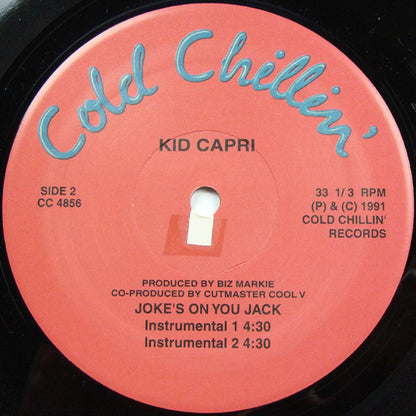 Cold Chillin'
KID CAPRI
SIDE 2
CC 4856
33 1/3 RPM
(P) & (C) 1991
COLD CHILLIN'
RECORDS
PRODUCED BY BIZ MARKIE
CO-PRODUCED BY CUTMASTER COOL V
JOKE'S ON YOU JACK
Instrumental 1 4:30
Instrumental 2 4:30